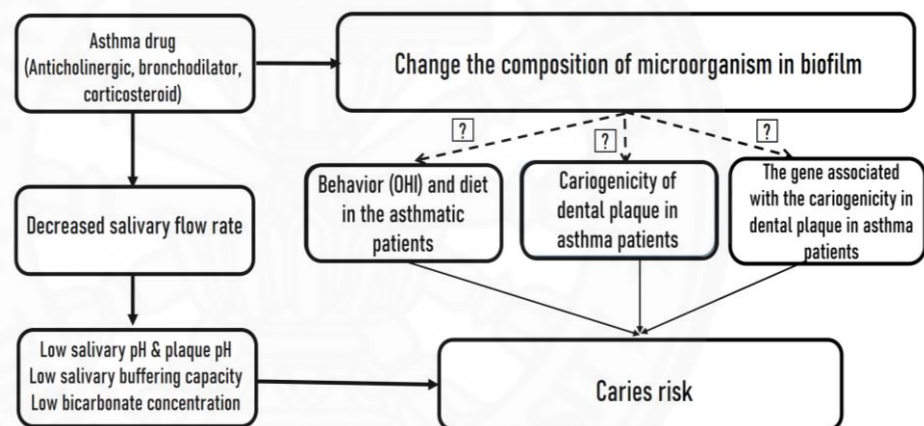 Asthma drug
(Anticholinergic, bronchodilator,
corticosteroid)
Change the composition of microorganism in biofilm
?
?
?
Behavior (OHI) and diet
in the asthmatic
patients
Cariogenicity of
dental plaque in
asthma patients
The gene associated
with the cariogenicity in
dental plaque in asthma
patients
Decreased salivary flow rate
Low salivary pH & plaque pH
Low salivary buffering capacity
Low bicarbonate concentration
Caries risk